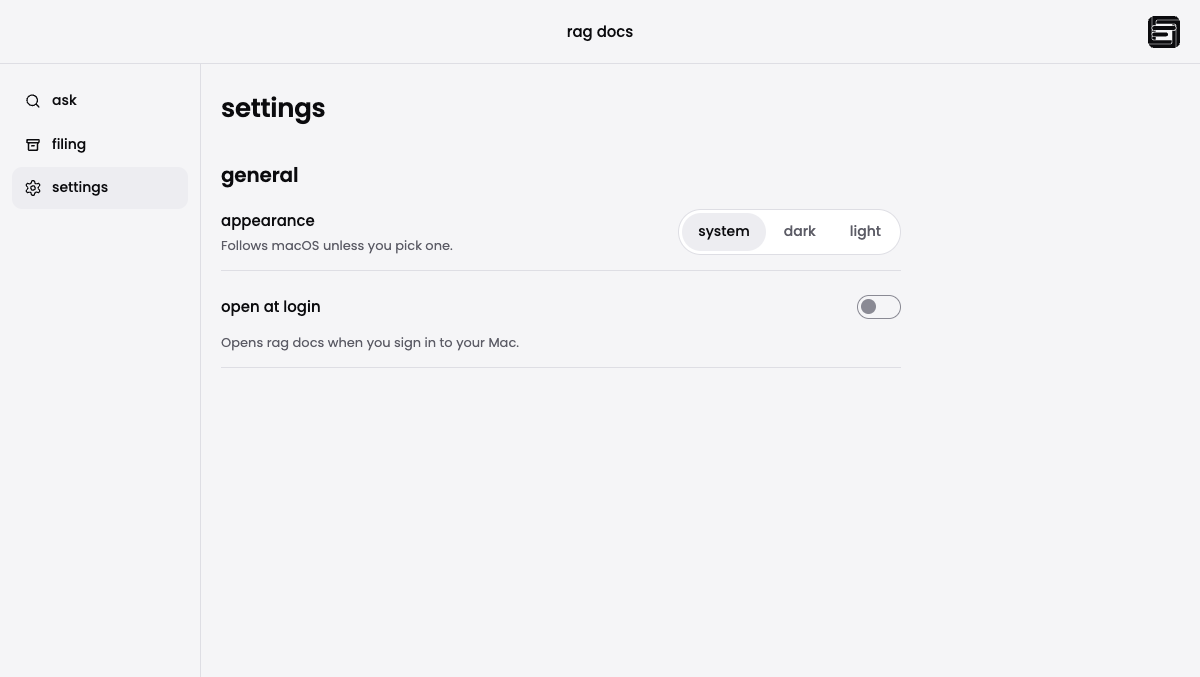 rag docs
ask
filing
settings
settings
general
appearance
Follows macOS unless you pick one.
system dark light
open at login
Opens rag docs when you sign in to your Mac.